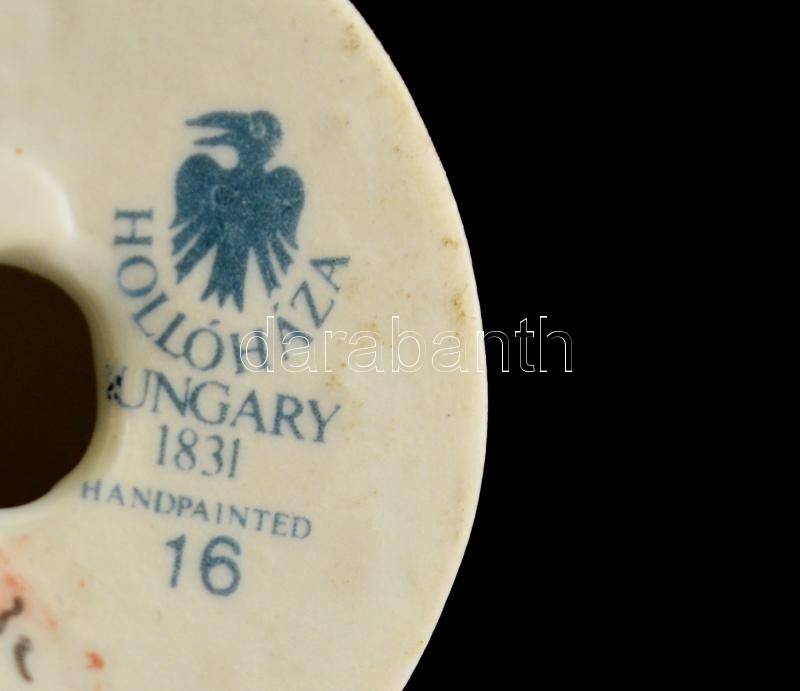 HOLLÓHÁZA
HUNGARY
1831
HANDPAINTED
16
darabanth